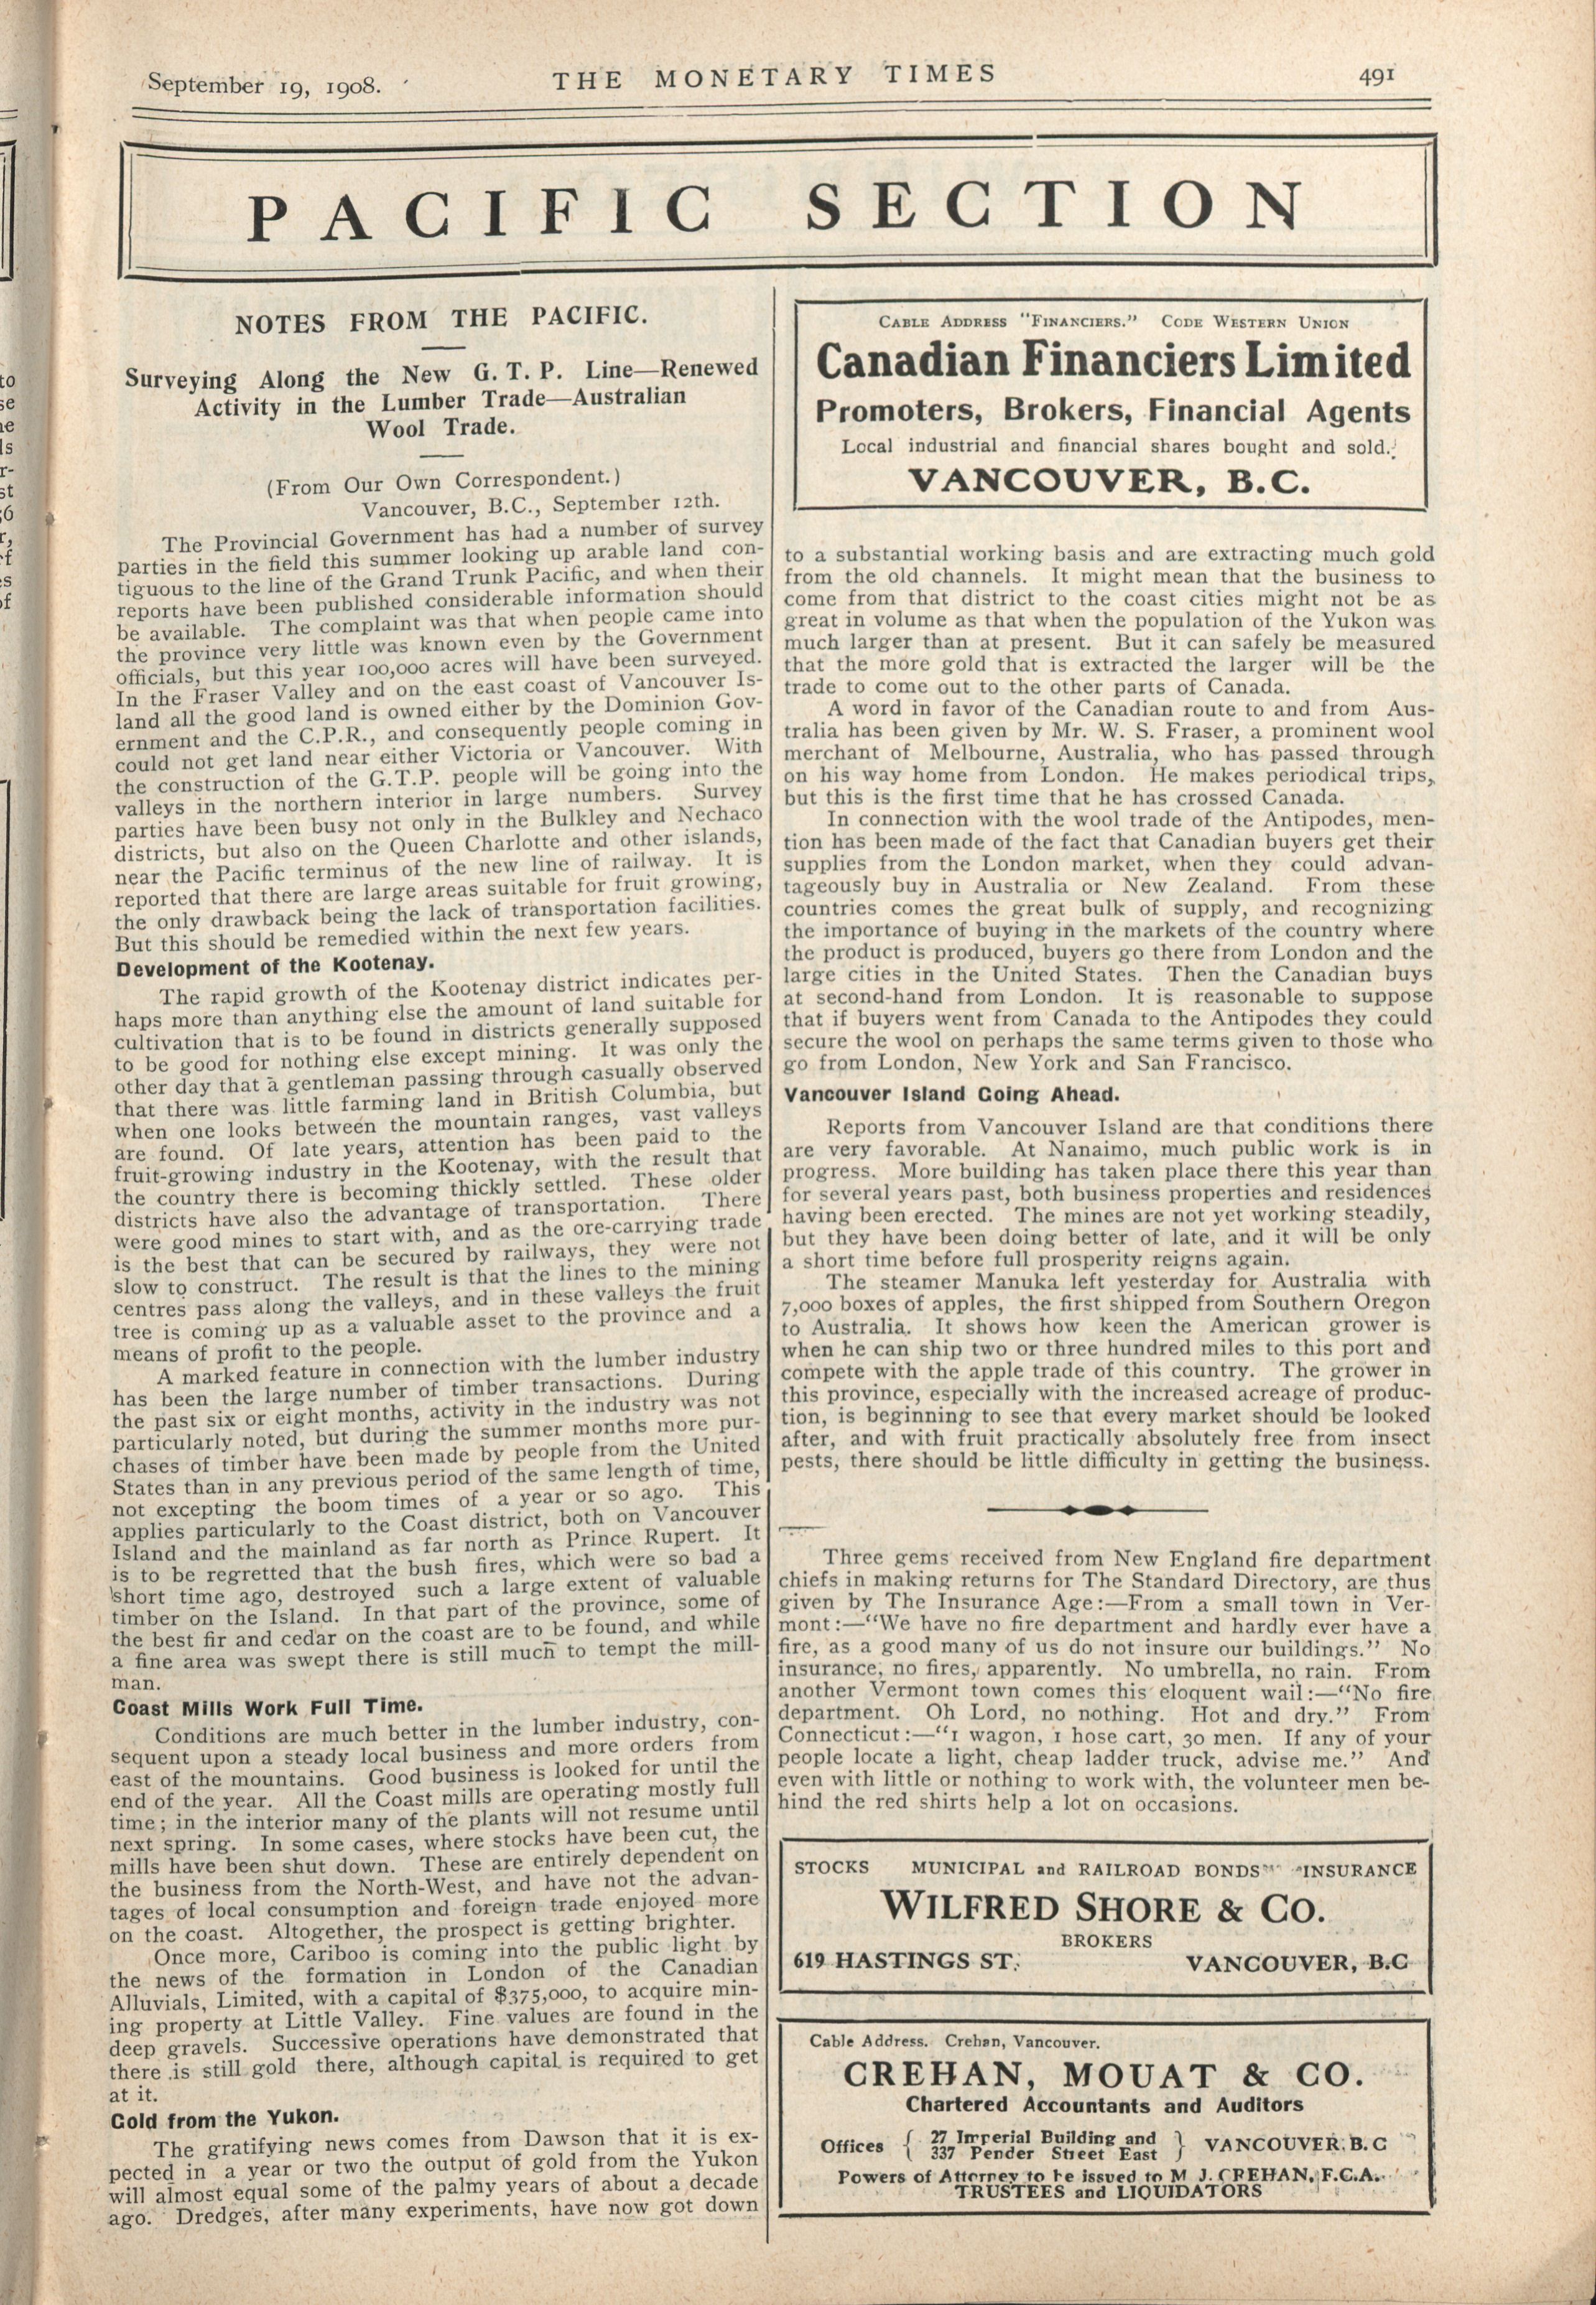 September 19, 1908.
THE MONETARY TIMES
491
PACIFIC SECTION
NOTES FROM THE PACIFIC.
Surveying Along the New G. T. P. Line—Renewed
Activity in the Lumber Trade—Australian
Wool Trade.
(From Our Own Correspondent.)
Vancouver, B.C., September 12th.
The Provincial Government has had a number of survey
parties in the field this summer looking up arable land con-
tiguous to the line of the Grand Trunk Pacific, and when their
reports have been published considerable information should
be available. The complaint was that when people came into
the province very little was known even by the Government
officials, but this year 100,000 acres will have been surveyed.
In the Fraser Valley and on the east coast of Vancouver Is-
land all the good land is owned either by the Dominion Gov-
ernment and the C.P.R., and consequently people coming in
could not get land near either Victoria or Vancouver. With
the construction of the G.T.P. people will be going into the
valleys in the northern interior in large numbers. Survey
parties have been busy not only in the Bulkley and Nechaco
districts, but also on the Queen Charlotte and other islands,
near the Pacific terminus of the new line of railway. It is
reported that there are large areas suitable for fruit growing,
the only drawback being the lack of transportation facilities.
But this should be remedied within the next few years.
Development of the Kootenay.
The rapid growth of the Kootenay district indicates per-
haps more than anything else the amount of land suitable for
cultivation that is to be found in districts generally supposed
to be good for nothing else except mining. It was only the
other day that a gentleman passing through casually observed
that there was little farming land in British Columbia, but
when one looks between the mountain ranges, vast valleys
are found. Of late years, attention has been paid to the
fruit-growing industry in the Kootenay, with the result that
the country there is becoming thickly settled. These older
districts have also the advantage of transportation. There
were good mines to start with, and as the ore-carrying trade
is the best that can be secured by railways, they were not
slow to construct. The result is that the lines to the mining
centres pass along the valleys, and in these valleys the fruit
tree is coming up as a valuable asset to the province and a
means of profit to the people.
A marked feature in connection with the lumber industry
has been the large number of timber transactions. During
the past six or eight months, activity in the industry was not
particularly noted, but during the summer months more pur-
chases of timber have been made by people from the United
States than in any previous period of the same length of time,
not excepting the boom times of a year or so ago. This
applies particularly to the Coast district, both on Vancouver
Island and the mainland as far north as Prince Rupert. It
is to be regretted that the bush fires, which were so bad a
short time ago, destroyed such a large extent of valuable
timber on the Island. In that part of the province, some of
the best fir and cedar on the coast are to be found, and while
a fine area was swept there is still much to tempt the mill-
man.
Coast Mills Work Full Time.
Conditions are much better in the lumber industry, con-
sequent upon a steady local business and more orders from
east of the mountains. Good business is looked for until the
end of the year. All the Coast mills are operating mostly full
time; in the interior many of the plants will not resume until
next spring. In some cases, where stocks have been cut, the
mills have been shut down. These are entirely dependent on
the business from the North-West, and have not the advan-
tages of local consumption and foreign trade enjoyed more
on the coast. Altogether, the prospect is getting brighter.
Once more, Cariboo is coming into the public light by
the news of the formation in London of the Canadian
Alluvials, Limited, with a capital of $375,000, to acquire min-
ing property at Little Valley. Fine values are found in the
deep gravels. Successive operations have demonstrated that
there is still gold there, although capital is required to get
at it.
Gold from the Yukon.
The gratifying news comes from Dawson that it is ex-
pected in a year or two the output of gold from the Yukon
will almost equal some of the palmy years of about a decade
ago. Dredges, after many experiments, have now got down
CABLE ADDRESS "FINANCIERS." CODE WESTERN UNION
Canadian Financiers Limited
Promoters, Brokers, Financial Agents
Local industrial and financial shares bought and sold.
VANCOUVER, B.C.
to a substantial working basis and are extracting much gold
from the old channels. It might mean that the business to
come from that district to the coast cities might not be as
great in volume as that when the population of the Yukon was
much larger than at present. But it can safely be measured
that the more gold that is extracted the larger will be the
trade to come out to the other parts of Canada.
A word in favor of the Canadian route to and from Aus-
tralia has been given by Mr. W. S. Fraser, a prominent wool
merchant of Melbourne, Australia, who has passed through
on his way home from London. He makes periodical trips,
but this is the first time that he has crossed Canada.
In connection with the wool trade of the Antipodes, men-
tion has been made of the fact that Canadian buyers get their
supplies from the London market, when they could advan-
tageously buy in Australia or New Zealand. From these
countries comes the great bulk of supply, and recognizing
the importance of buying in the markets of the country where
the product is produced, buyers go there from London and the
large cities in the United States. Then the Canadian buys
at second-hand from London. It is reasonable to suppose
that if buyers went from Canada to the Antipodes they could
secure the wool on perhaps the same terms given to those who
go from London, New York and San Francisco.
Vancouver Island Going Ahead.
Reports from Vancouver Island are that conditions there
are very favorable. At Nanaimo, much public work is in
progress. More building has taken place there this year than
for several years past, both business properties and residences
having been erected. The mines are not yet working steadily,
but they have been doing better of late, and it will be only
a short time before full prosperity reigns again.
The steamer Manuka left yesterday for Australia with
7,000 boxes of apples, the first shipped from Southern Oregon
to Australia. It shows how keen the American grower is
when he can ship two or three hundred miles to this port and
compete with the apple trade of this country. The grower in
this province, especially with the increased acreage of produc-
tion, is beginning to see that every market should be looked
after, and with fruit practically absolutely free from insect
pests, there should be little difficulty in getting the business.
Three gems received from New England fire department
chiefs in making returns for The Standard Directory, are thus
given by The Insurance Age:—From a small town in Ver-
mont:—"We have no fire department and hardly ever have a
fire, as a good many of us do not insure our buildings." No
insurance, no fires, apparently. No umbrella, no rain. From
another Vermont town comes this eloquent wail:—"No fire
department. Oh Lord, no nothing. Hot and dry." From
Connecticut:—"1 wagon, 1 hose cart, 30 men. If any of your
people locate a light, cheap ladder truck, advise me." And
even with little or nothing to work with, the volunteer men be-
hind the red shirts help a lot on occasions.
STOCKS MUNICIPAL and RAILROAD BONDS INSURANCE
WILFRED SHORE & CO.
BROKERS
619 HASTINGS ST. VANCOUVER, B.C
Cable Address. Crehan, Vancouver.
CREHAN, MOUAT & CO.
Chartered Accountants and Auditors
Offices { 27 Imperial Building and
337 Pender Street East } VANCOUVER. B. C
Powers of Attorney to be issued to M J. CREHAN, F.C.A.
TRUSTEES and LIQUIDATORS